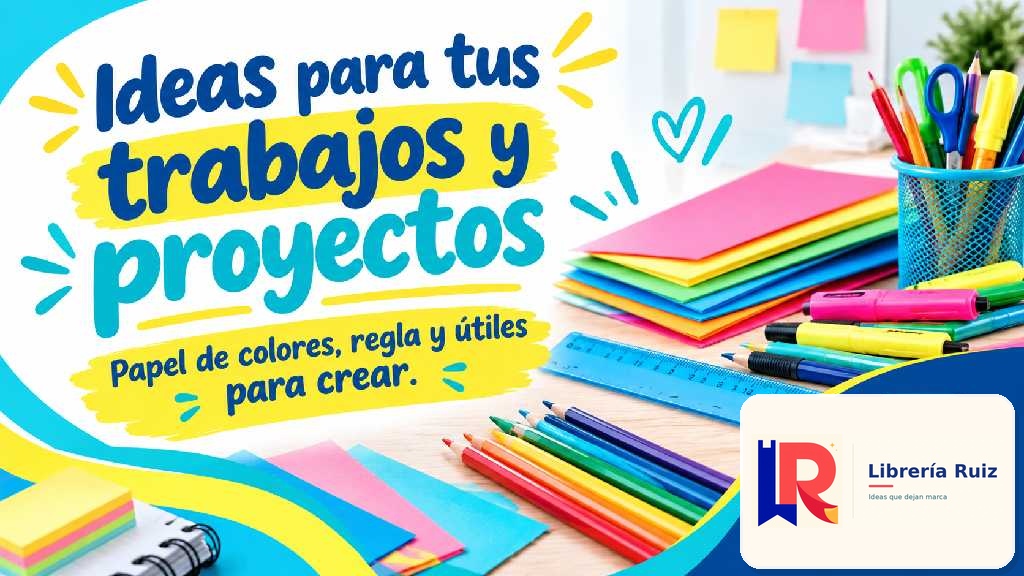 Ideas para tus
trabajos y
proyectos
Papel de colores, regla y útiles
para crear.
LR
Librería Ruiz
Ideas que dejan marca